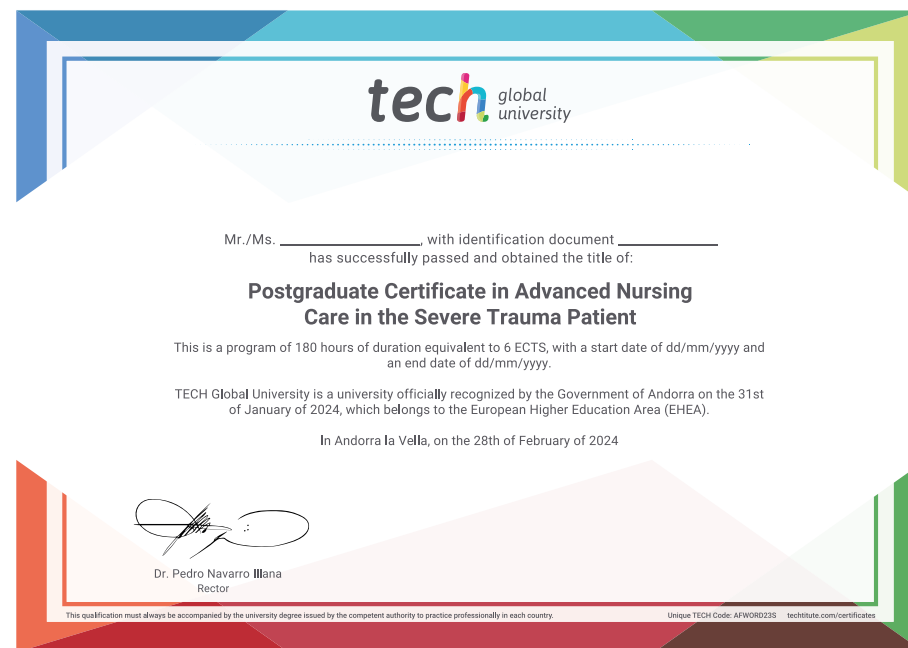 tech global
university
Mr./Ms. ____________, with identification document ____________
has successfully passed and obtained the title of:
Postgraduate Certificate in Advanced Nursing
Care in the Severe Trauma Patient
This is a program of 180 hours of duration equivalent to 6 ECTS, with a start date of dd/mm/yyyy and
an end date of dd/mm/yyyy.
TECH Global University is a university officially recognized by the Government of Andorra on the 31st
of January of 2024, which belongs to the European Higher Education Area (EHEA).
In Andorra la Vella, on the 28th of February of 2024
Dr. Pedro Navarro Illana
Rector
This qualification must always be accompanied by the university degree issued by the competent authority to practice professionally in each country.
Unique TECH Code: AFWORD23S techtitute.com/certificates